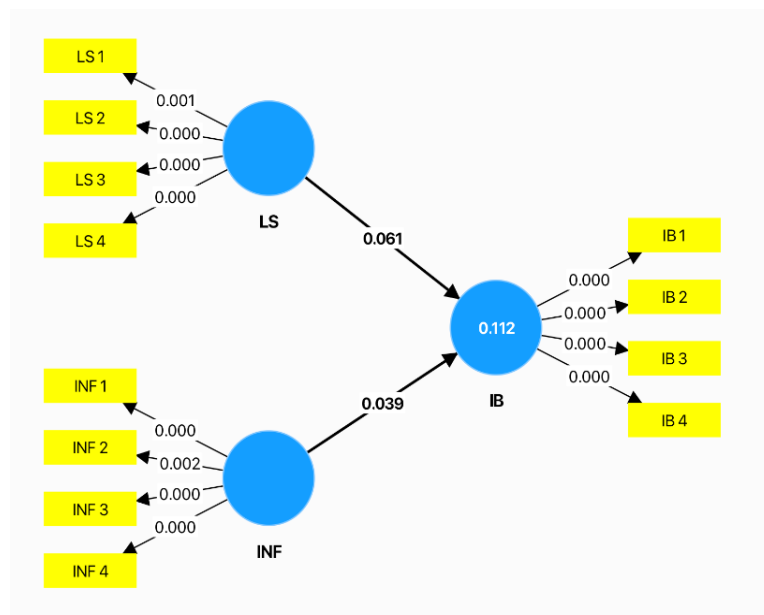 LS 1
LS 2
LS 3
LS 4
0.001
0.000
0.000
0.000
LS
0.061
INF 1
INF 2
INF 3
INF 4
0.000
0.002
0.000
0.000
INF
0.039
0.112
IB
0.000
0.000
0.000
0.000
IB 1
IB 2
IB 3
IB 4